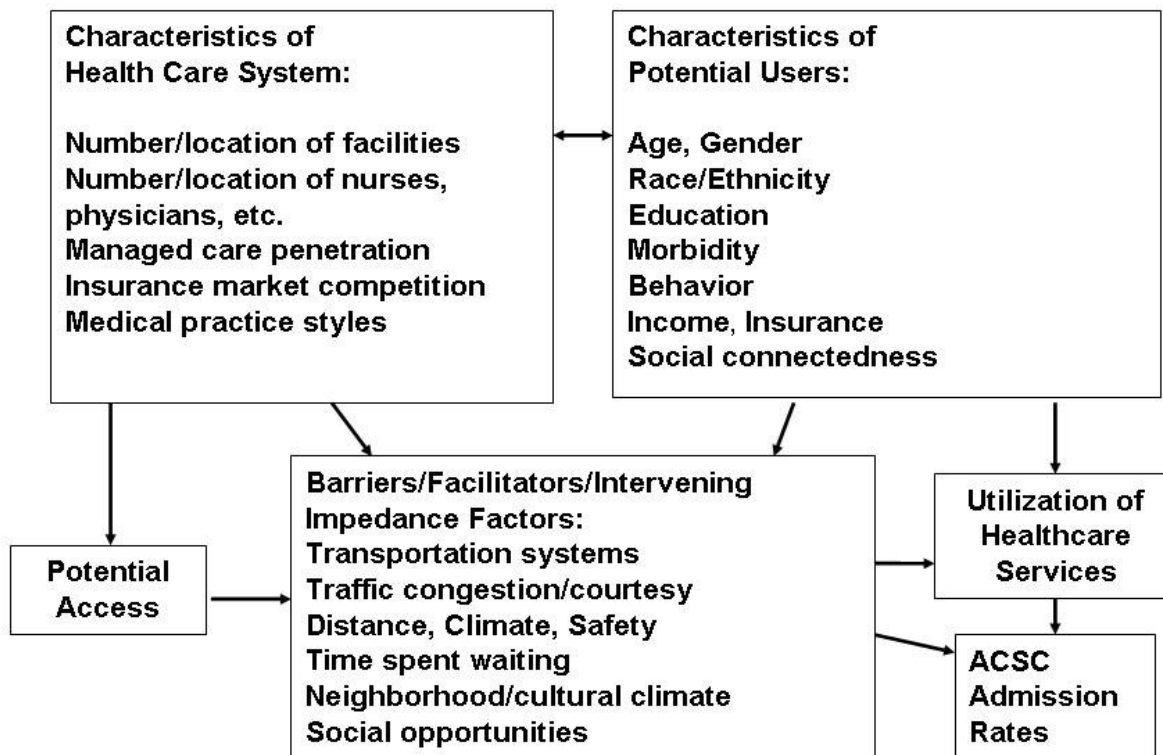 Characteristics of
Health Care System:
Number/location of facilities
Number/location of nurses,
physicians, etc.
Managed care penetration
Insurance market competition
Medical practice styles
Characteristics of
Potential Users:
Age, Gender
Race/Ethnicity
Education
Morbidity
Behavior
Income, Insurance
Social connectedness
Potential
Access
Barriers/Facilitators/Intervening
Impedance Factors:
Transportation systems
Traffic congestion/courtesy
Distance, Climate, Safety
Time spent waiting
Neighborhood/cultural climate
Social opportunities
Utilization of
Healthcare
Services
ACSC
Admission
Rates